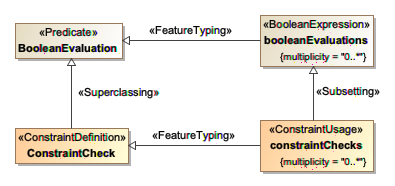 «Predicate»
BooleanEvaluation
«FeatureTyping»
«BooleanExpression»
booleanEvaluations
{multiplicity = "0..*"}
«Superclassing»
«Subsetting»
«ConstraintDefinition»
ConstraintCheck
«FeatureTyping»
«ConstraintUsage»
constraintChecks
{multiplicity = "0..*"}